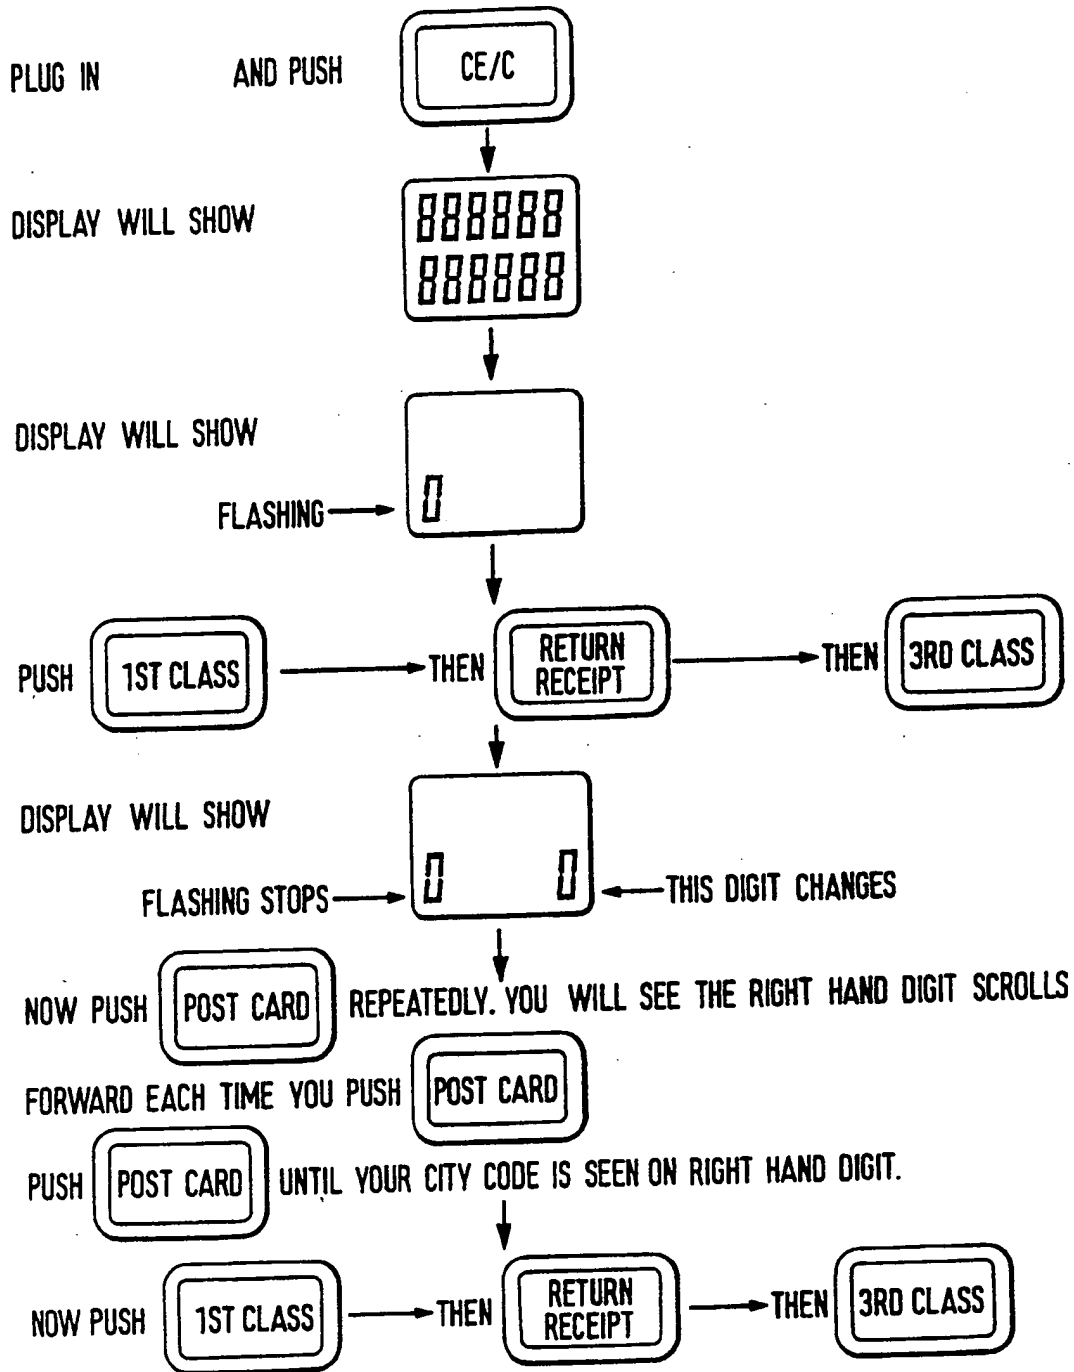 PLUG IN AND PUSH CE/C
DISPLAY WILL SHOW
888888
888888
DISPLAY WILL SHOW
FLASHING 0
PUSH 1ST CLASS THEN RETURN RECEIPT THEN 3RD CLASS
DISPLAY WILL SHOW
FLASHING STOPS 0 0 THIS DIGIT CHANGES
NOW PUSH POST CARD REPEATEDLY. YOU WILL SEE THE RIGHT HAND DIGIT SCROLLS
FORWARD EACH TIME YOU PUSH POST CARD
PUSH POST CARD UNTIL YOUR CITY CODE IS SEEN ON RIGHT HAND DIGIT.
NOW PUSH 1ST CLASS THEN RETURN RECEIPT THEN 3RD CLASS